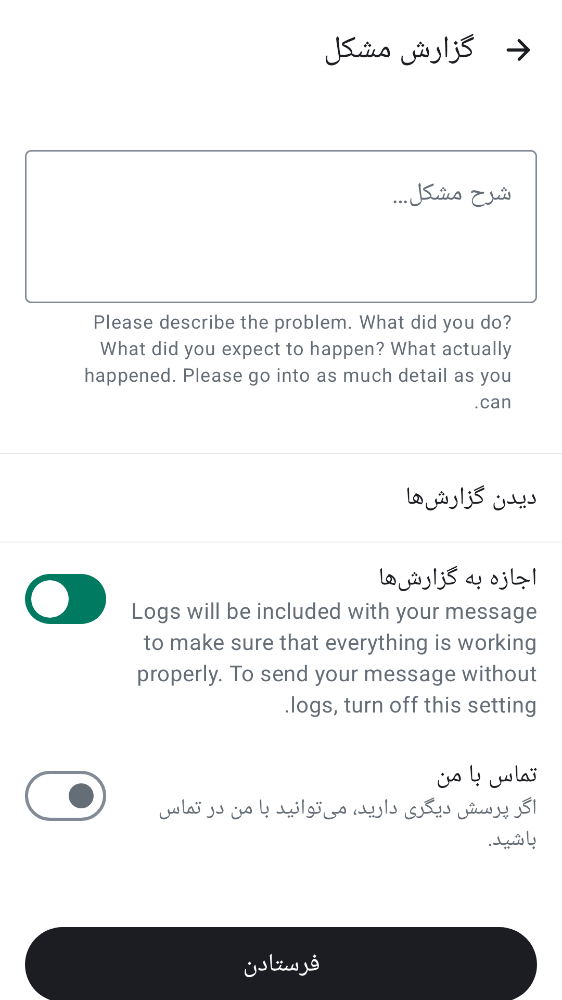 گزارش مشکل
شرح مشکل...
Please describe the problem. What did you do?
What did you expect to happen? What actually
happened. Please go into as much detail as you
can.
دیدن گزارش‌ها
اجازه به گزارش‌ها
Logs will be included with your message
to make sure that everything is working
properly. To send your message without
logs, turn off this setting.
تماس با من
اگر پرسش دیگری دارید، می‌توانید با من در تماس
باشید.
فرستادن